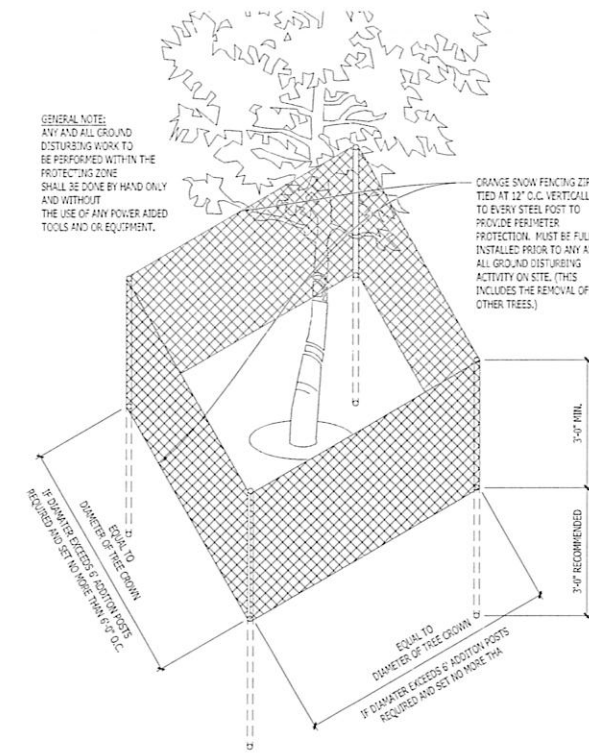 GENERAL NOTE:
ANY AND ALL GROUND
DISTURBING WORK TO
BE PERFORMED WITHIN THE
PROTECTING ZONE
SHALL BE DONE BY HAND ONLY
AND WITHOUT
THE USE OF ANY POWER AIDED
TOOLS AND OR EQUIPMENT.
ORANGE SNOW FENCING ZIP
TIED AT 12" O.C. VERTICALL
TO EVERY STEEL POST TO
PROVIDE PERIMETER
PROTECTION. MUST BE FULL
INSTALLED PRIOR TO ANY A
ALL GROUND DISTURBING
ACTIVITY ON SITE. (THIS
INCLUDES THE REMOVAL OF
OTHER TREES.)
3'-0" MIN.
3'-0" RECOMMENDED
EQUAL TO
DIAMETER OF TREE CROWN
IF DIAMATER EXCEEDS 6' ADDITON POSTS
REQUIRED AND SET NO MORE THAN 6'-0" O.C.
EQUAL TO
DIAMETER OF TREE CROWN
IF DIAMATER EXCEEDS 6' ADDITON POSTS
REQUIRED AND SET NO MORE THA